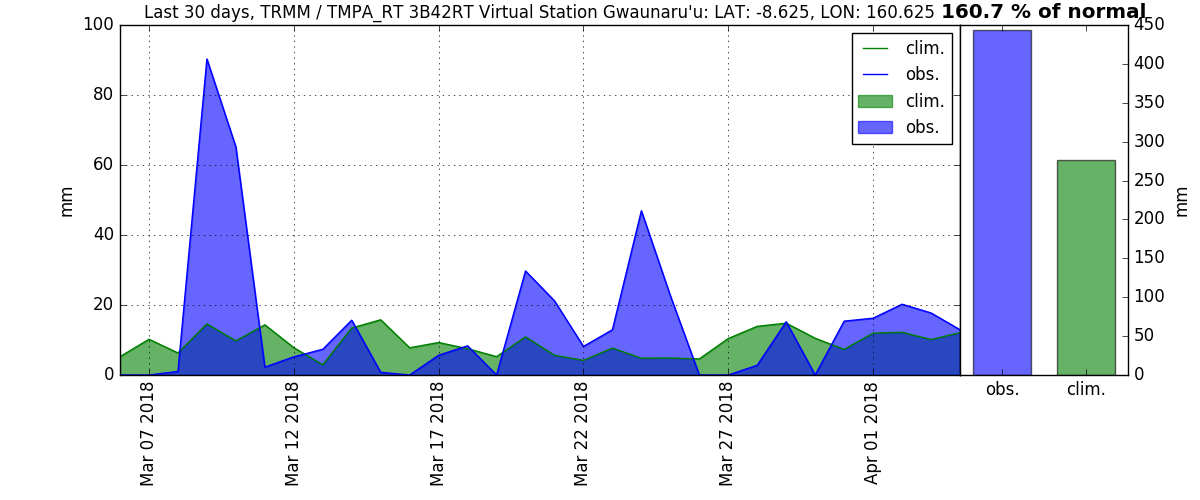 Last 30 days, TRMM / TMPA_RT 3B42RT Virtual Station Gwaunaru'u: LAT: -8.625, LON: 160.625 160.7 % of normal
100
80
60
40
20
0
mm
clim.
obs.
clim.
obs.
450
400
350
300
250
200
150
100
50
0
mm
obs. clim.
Mar 07 2018
Mar 12 2018
Mar 17 2018
Mar 22 2018
Mar 27 2018
Apr 01 2018